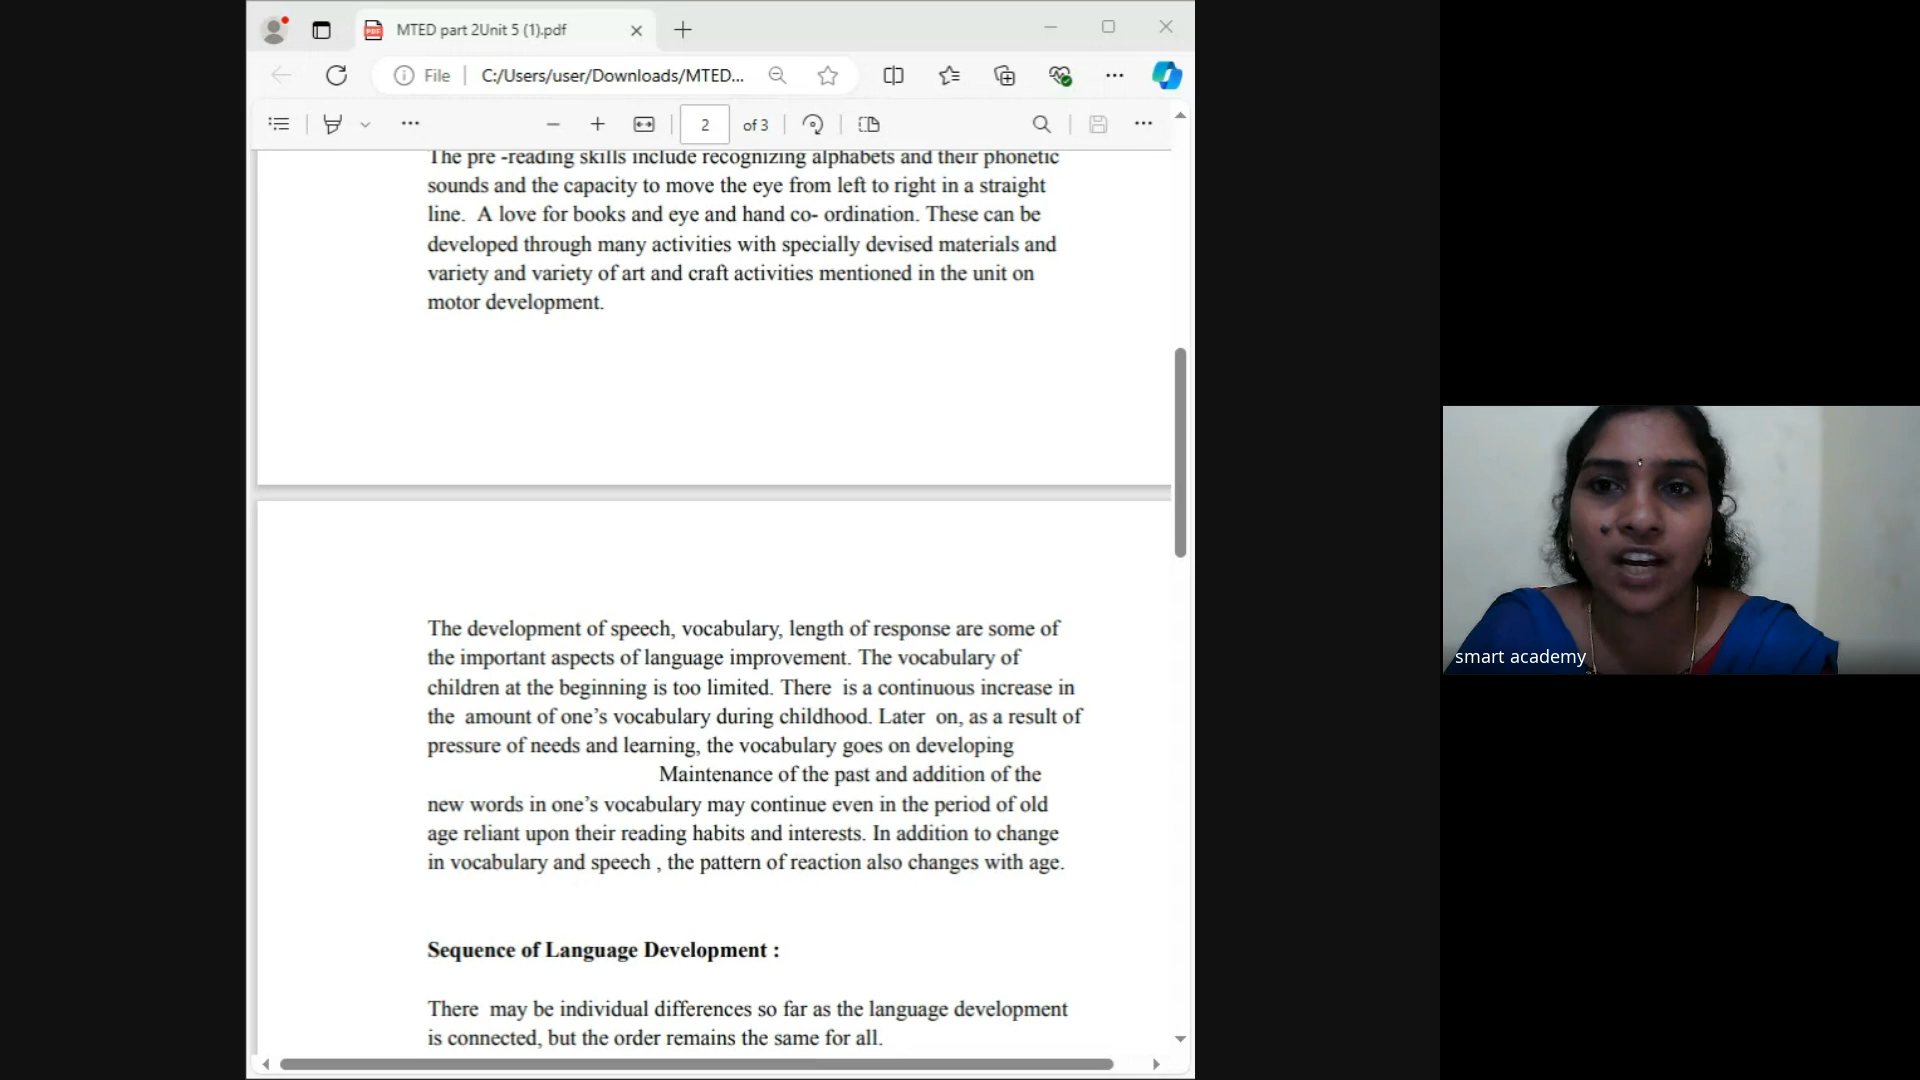 MTED part 2Unit 5 (1).pdf
File
C:/Users/user/Downloads/MTED...
2
of 3
The pre -reading skills include recognizing alphabets and their phonetic
sounds and the capacity to move the eye from left to right in a straight
line.  A love for books and eye and hand co- ordination. These can be
developed through many activities with specially devised materials and
variety and variety of art and craft activities mentioned in the unit on
motor development.
The development of speech, vocabulary, length of response are some of
the important aspects of language improvement. The vocabulary of
children at the beginning is too limited. There  is a continuous increase in
the  amount of one’s vocabulary during childhood. Later  on, as a result of
pressure of needs and learning, the vocabulary goes on developing
Maintenance of the past and addition of the
new words in one’s vocabulary may continue even in the period of old
age reliant upon their reading habits and interests. In addition to change
in vocabulary and speech , the pattern of reaction also changes with age.
Sequence of Language Development :
There  may be individual differences so far as the language development
is connected, but the order remains the same for all.
smart academy